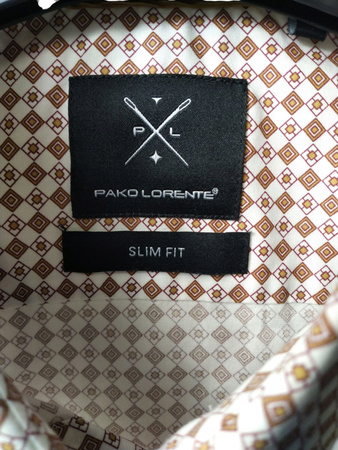 P L
PAKO LORENTE®
SLIM FIT